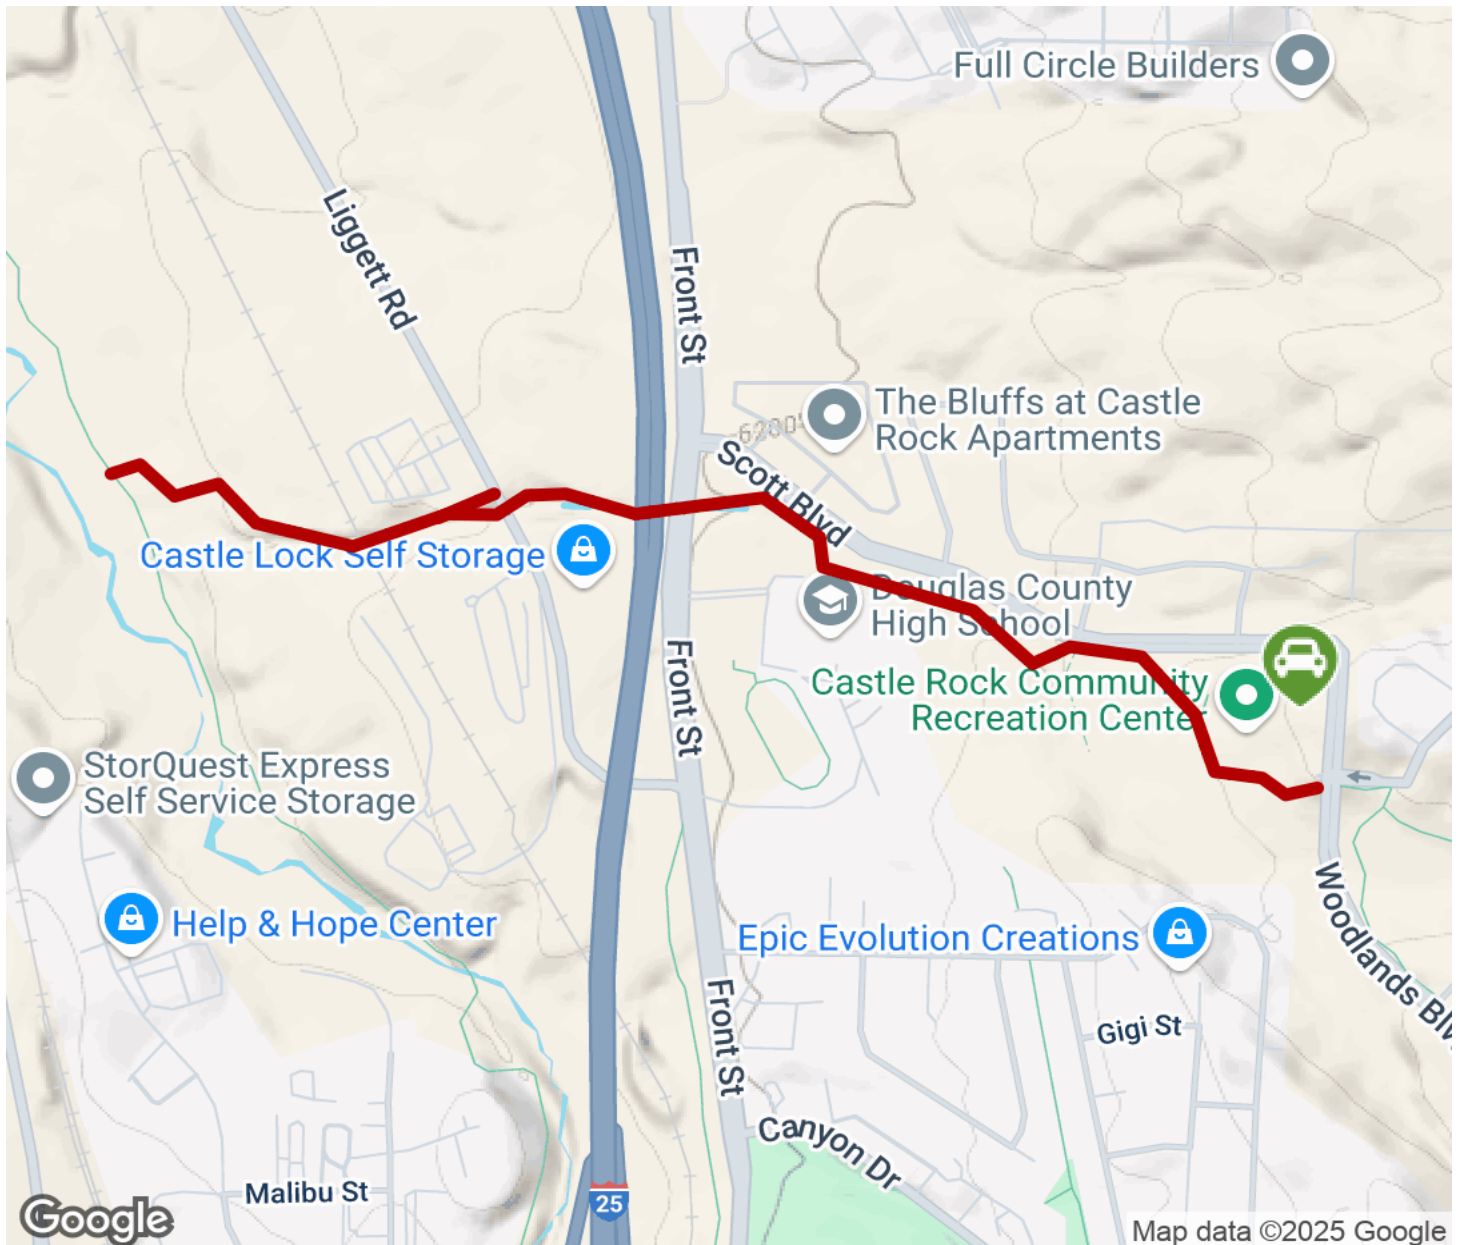 Full Circle Builders
Liggett Rd
Front St
The Bluffs at Castle
Rock Apartments
Scott Blvd
Castle Lock Self Storage
Douglas County
High School
Castle Rock Community
Recreation Center
Front St
StorQuest Express
Self Service Storage
Help & Hope Center
Epic Evolution Creations
Woodlands Blv
Front St
Gigi St
Canyon Dr
Malibu St
25
Google
Map data ©2025 Google